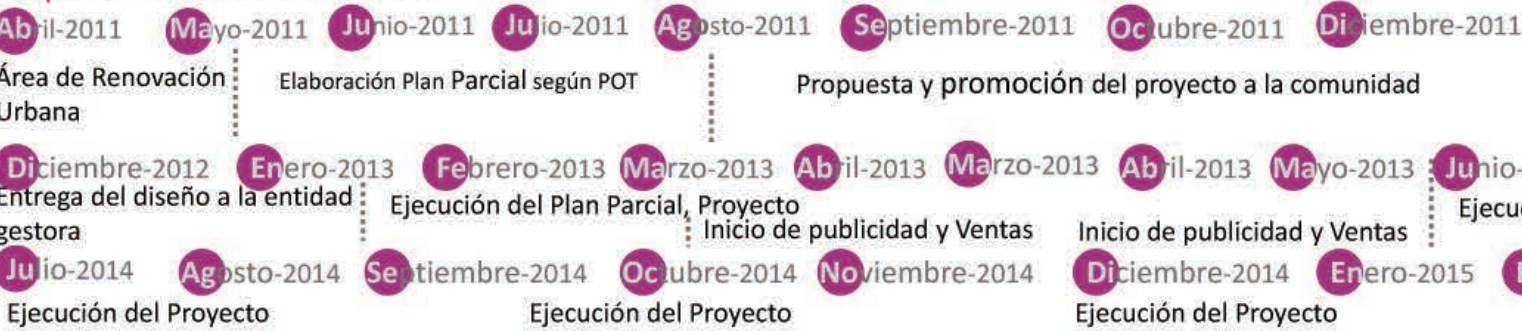 Abril-2011 Mayo-2011 Junio-2011 Julio-2011 Agosto-2011 Septiembre-2011 Octubre-2011 Diciembre-2011
Área de Renovación
Urbana
Elaboración Plan Parcial según POT
Propuesta y promoción del proyecto a la comunidad
Diciembre-2012 Enero-2013 Febrero-2013 Marzo-2013 Abril-2013 Marzo-2013 Abril-2013 Mayo-2013 Junio-
Entrega del diseño a la entidad
gestora
Ejecución del Plan Parcial, Proyecto
Inicio de publicidad y Ventas
Inicio de publicidad y Ventas
Ejecu
Julio-2014 Agosto-2014 Septiembre-2014 Octubre-2014 Noviembre-2014 Diciembre-2014 Enero-2015
Ejecución del Proyecto
Ejecución del Proyecto
Ejecución del Proyecto